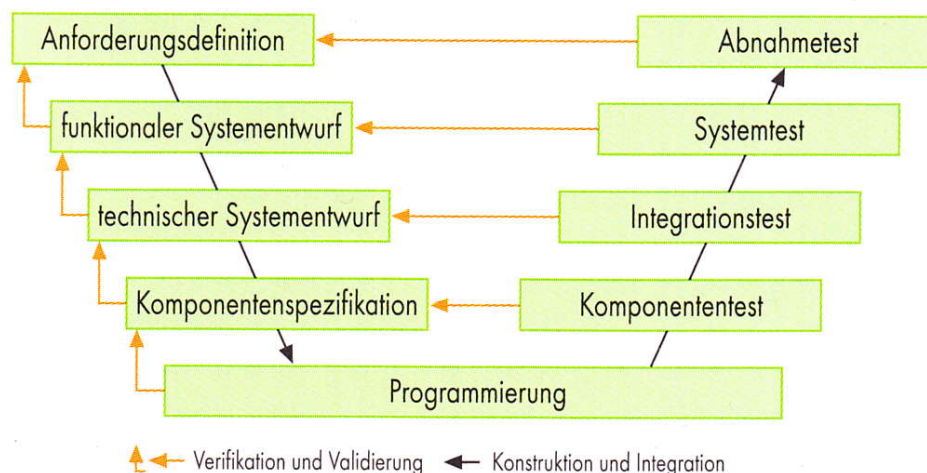 Anforderungsdefinition
Abnahmetest
funktionaler Systementwurf
Systemtest
technischer Systementwurf
Integrationstest
Komponentenspezifikation
Komponententest
Programmierung
Verifikation und Validierung
Konstruktion und Integration